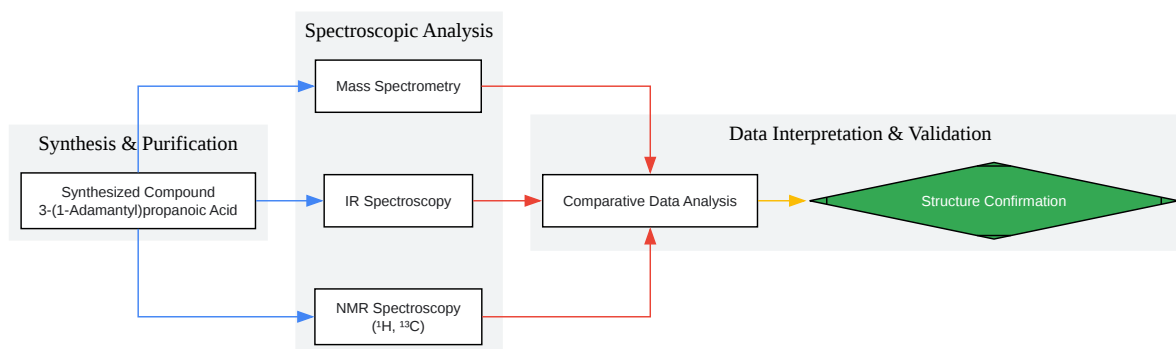 Spectroscopic Analysis
Mass Spectrometry
Synthesis & Purification
Synthesized Compound
3-(1-Adamantyl)propanoic Acid
IR Spectroscopy
NMR Spectroscopy
(¹H, ¹³C)
Data Interpretation & Validation
Comparative Data Analysis
Structure Confirmation